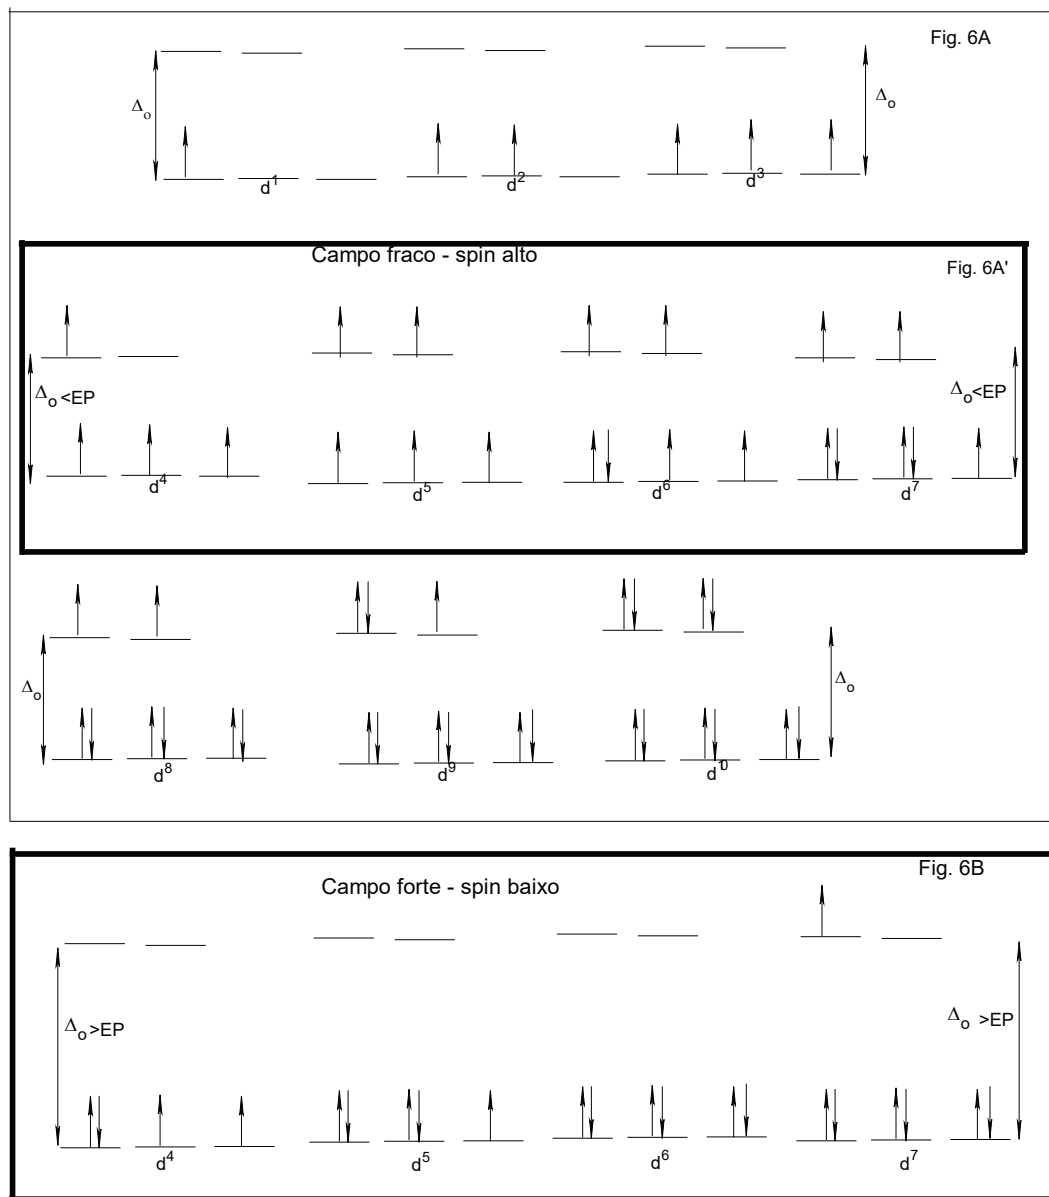 Fig. 6A
Δo
Δo
d1
d2
d3
Campo fraco - spin alto
Fig. 6A'
Δo <EP
Δo<EP
d4
d5
d6
d7
Δo
Δo
d8
d9
d10
Fig. 6B
Campo forte - spin baixo
Δo >EP
Δo >EP
d4
d5
d6
d7